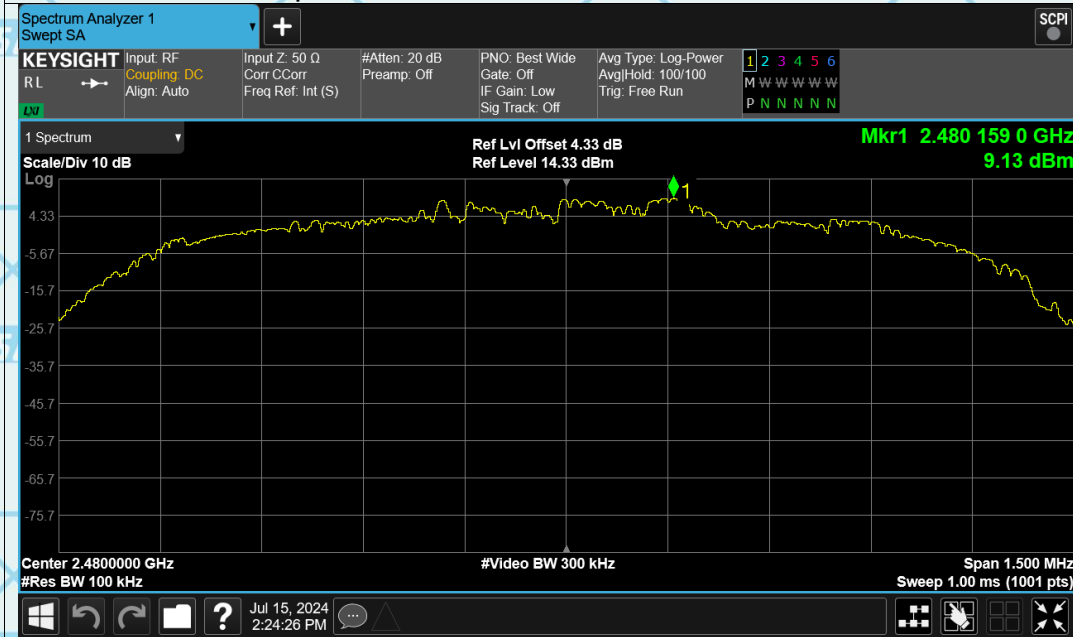 Spectrum Analyzer 1
Swept SA
+
SCPI
KEYSIGHT
R L
LXI
Input: RF
Coupling: DC
Align: Auto
Input Z: 50 Ω
Corr CCorr
Freq Ref: Int (S)
#Atten: 20 dB
Preamp: Off
PNO: Best Wide
Gate: Off
IF Gain: Low
Sig Track: Off
Avg Type: Log-Power
Avg|Hold: 100/100
Trig: Free Run
1 2 3 4 5 6
M W W W W W
P N N N N N
1 Spectrum
Scale/Div 10 dB
Log
Ref Lvl Offset 4.33 dB
Ref Level 14.33 dBm
Mkr1 2.480 159 0 GHz
9.13 dBm
1
4.33
-5.67
-15.7
-25.7
-35.7
-45.7
-55.7
-65.7
-75.7
Center 2.4800000 GHz
#Res BW 100 kHz
#Video BW 300 kHz
Span 1.500 MHz
Sweep 1.00 ms (1001 pts)
?
Jul 15, 2024
2:24:26 PM